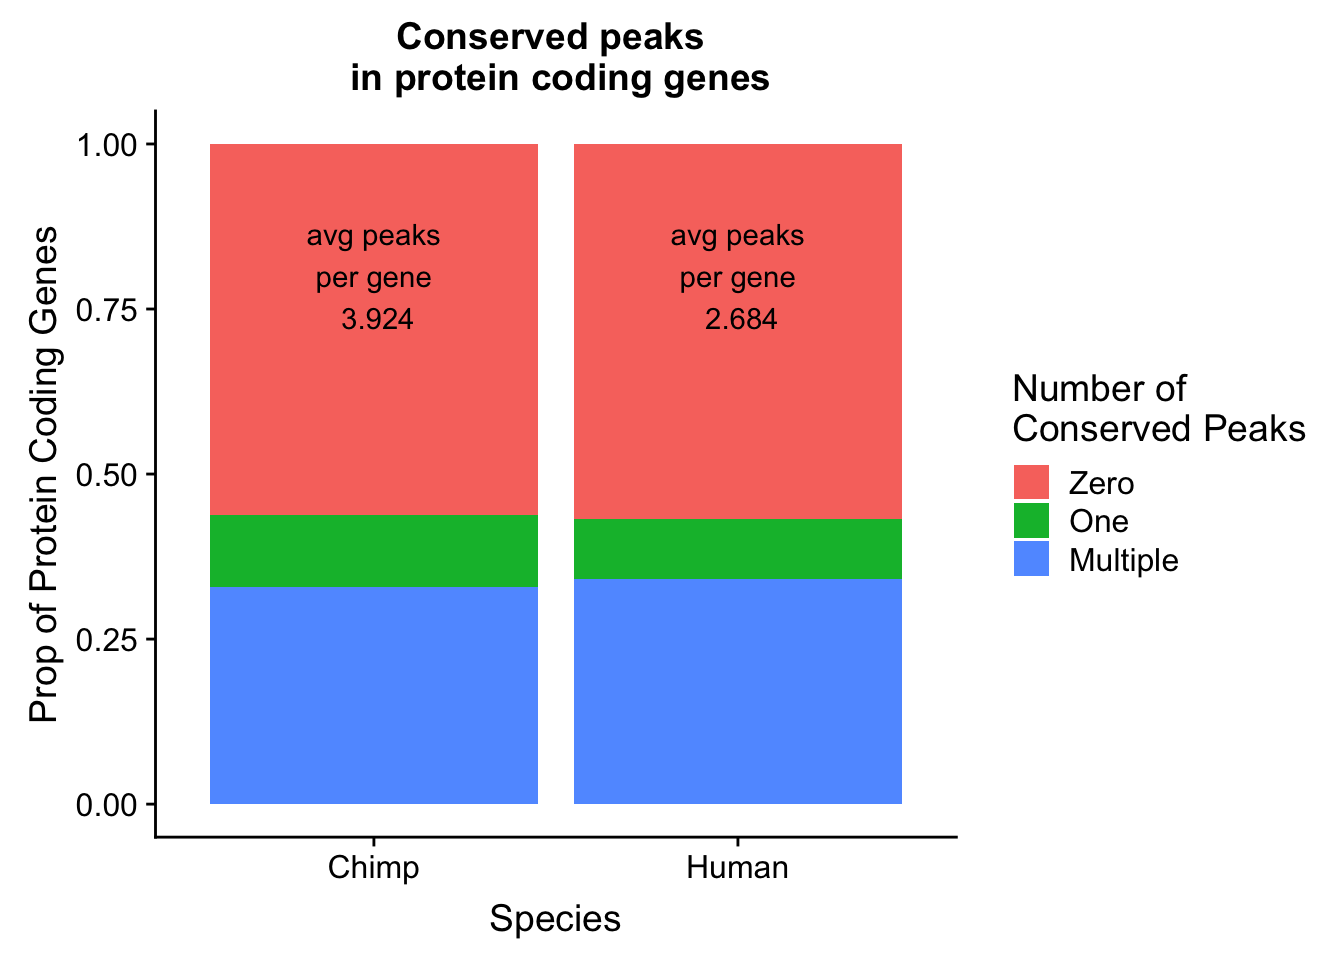 Conserved peaks
in protein coding genes
Prop of Protein Coding Genes
1.00
0.75
0.50
0.25
0.00
avg peaks
per gene
3.924
avg peaks
per gene
2.684
Chimp
Human
Species
Number of
Conserved Peaks
Zero
One
Multiple